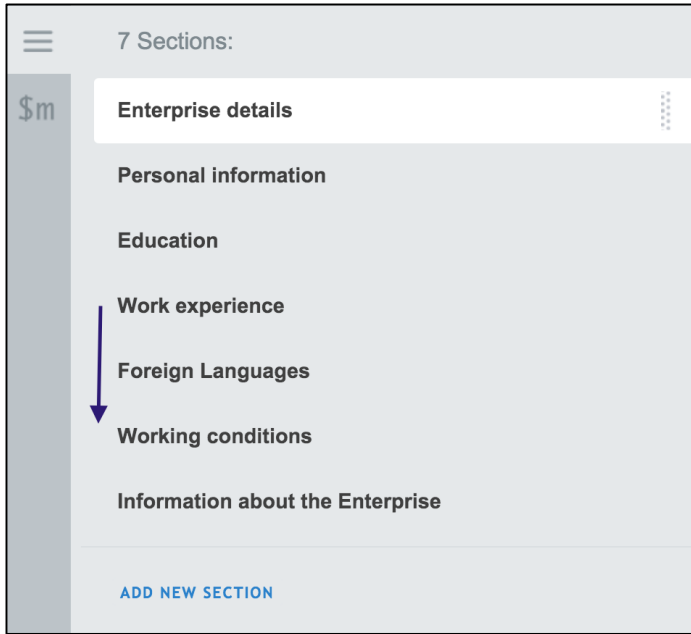 7 Sections:
$m
Enterprise details
Personal information
Education
Work experience
Foreign Languages
Working conditions
Information about the Enterprise
ADD NEW SECTION